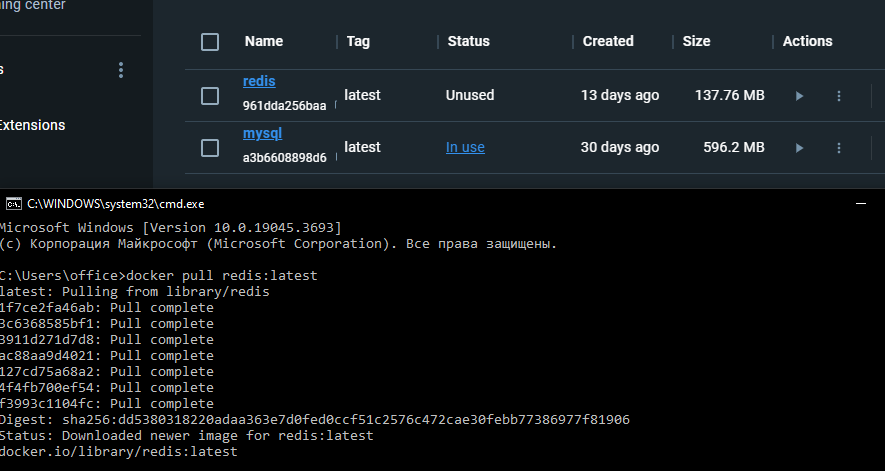 ning center
Name Tag Status Created Size Actions
s
redis
961dda256baa latest Unused 13 days ago 137.76 MB
Extensions
mysql
a3b6608898d6 latest In use 30 days ago 596.2 MB
C:\WINDOWS\system32\cmd.exe
Microsoft Windows [Version 10.0.19045.3693]
(c) Корпорация Майкрософт (Microsoft Corporation). Все права защищены.
C:\Users\office>docker pull redis:latest
latest: Pulling from library/redis
1f7ce2fa46ab: Pull complete
3c6368585bf1: Pull complete
3911d271d7d8: Pull complete
ac88aa9d4021: Pull complete
127cd75a68a2: Pull complete
4f4fb700ef54: Pull complete
f3993c1104fc: Pull complete
Digest: sha256:dd5380318220adaa363e7d0fed0ccf51c2576c472cae30febb77386977f81906
Status: Downloaded newer image for redis:latest
docker.io/library/redis:latest